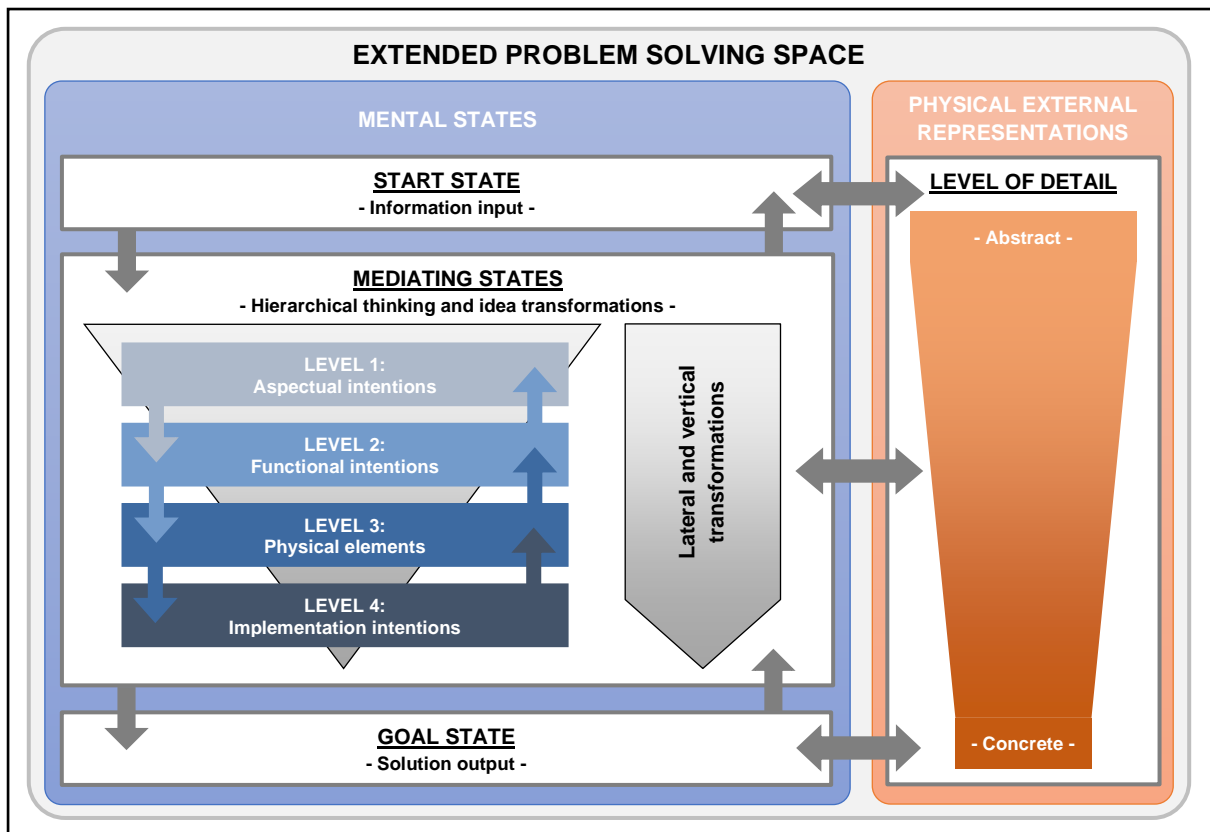 EXTENDED PROBLEM SOLVING SPACE
MENTAL STATES
START STATE
- Information input -
MEDIATING STATES
- Hierarchical thinking and idea transformations -
LEVEL 1:
Aspectual intentions
LEVEL 2:
Functional intentions
LEVEL 3:
Physical elements
LEVEL 4:
Implementation intentions
Lateral and vertical
transformations
GOAL STATE
- Solution output -
PHYSICAL EXTERNAL
REPRESENTATIONS
LEVEL OF DETAIL
- Abstract -
- Concrete -